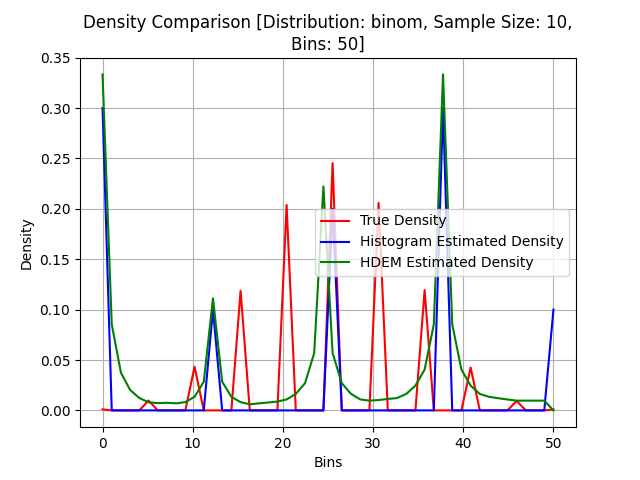 Density Comparison [Distribution: binom, Sample Size: 10,
Bins: 50]
0.35
0.30
0.25
0.20
0.15
0.10
0.05
0.00
Density
True Density
Histogram Estimated Density
HDEM Estimated Density
0 10 20 30 40 50
Bins